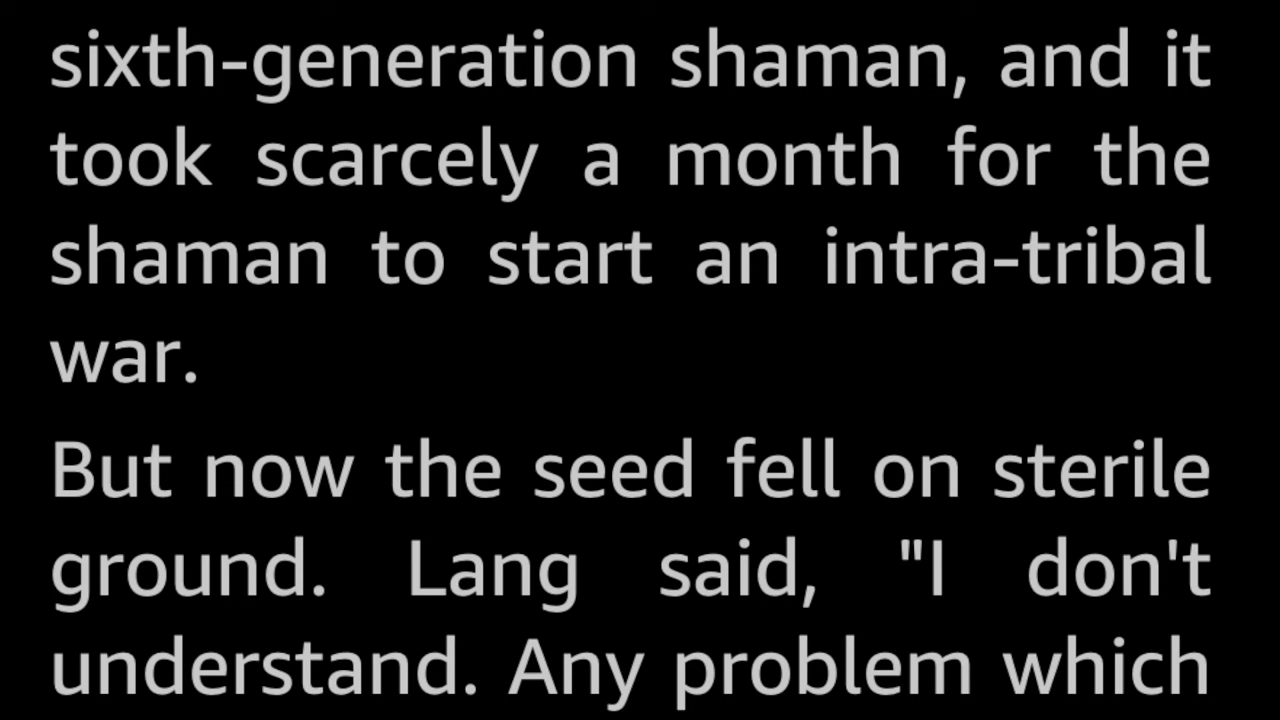 sixth-generation shaman, and it
took scarcely a month for the
shaman to start an intra-tribal
war.
But now the seed fell on sterile
ground. Lang said, "I don't
understand. Any problem which